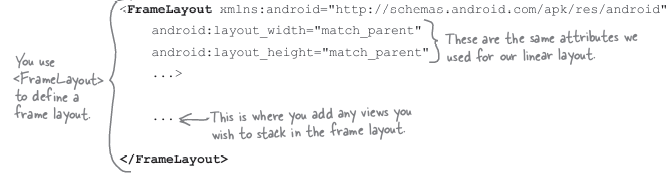 <FrameLayout xmlns:android="http://schemas.android.com/apk/res/android"
android:layout_width="match_parent"
android:layout_height="match_parent"
...>
These are the same attributes we
used for our linear layout.
You use
<FrameLayout>
to define a
frame layout.
...
This is where you add any views you
wish to stack in the frame layout.
</FrameLayout>